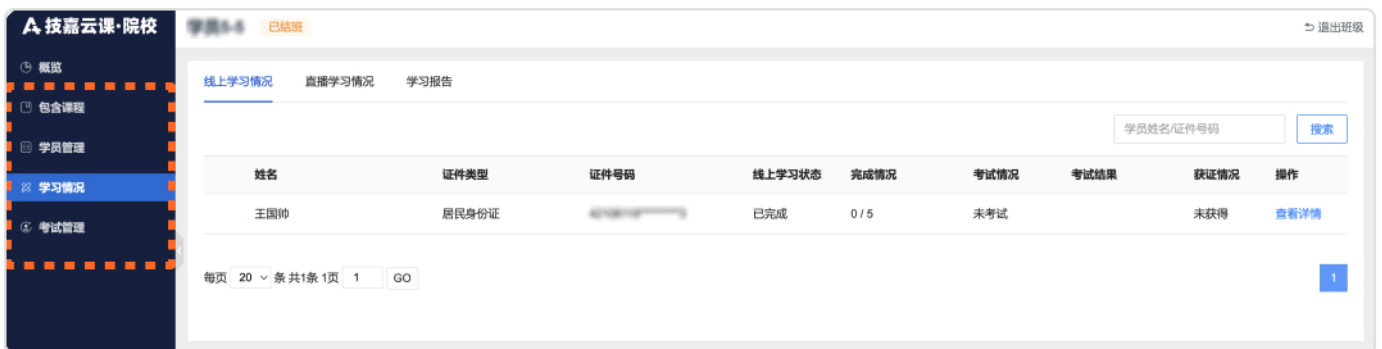 技嘉云课·院校
已结班
退出班级
概览
包含课程
学员管理
学习情况
考试管理
线上学习情况 直播学习情况 学习报告
学员姓名/证件号码 搜索
姓名 证件类型 证件号码 线上学习状态 完成情况 考试情况 考试结果 获证情况 操作
王国帅 居民身份证 已完成 0 / 5 未考试 未获得 查看详情
每页 20 条 共1条 1页 1 GO
1